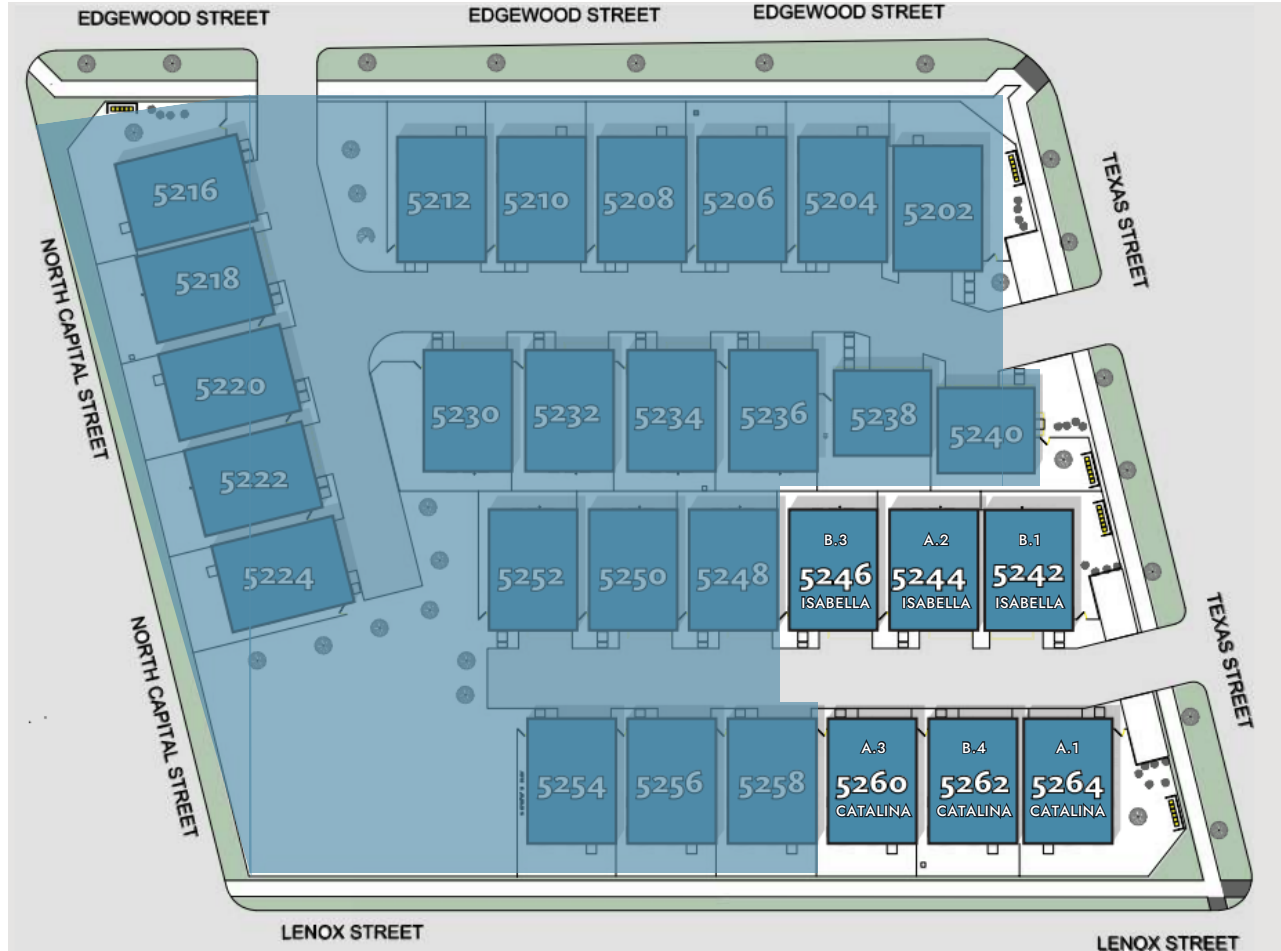 EDGEWOOD STREET
EDGEWOOD STREET
EDGEWOOD STREET
TEXAS STREET
5216
5212
5210
5208
5206
5204
5202
5218
NORTH CAPITAL STREET
5220
5230
5232
5234
5236
5238
5240
5222
5224
5252
5250
5248
B.3
5246
ISABELLA
A.2
5244
ISABELLA
B.1
5242
ISABELLA
NORTH CAPITAL STREET
TEXAS STREET
5254
5256
5258
A.3
5260
CATALINA
B.4
5262
CATALINA
A.1
5264
CATALINA
LENOX STREET
LENOX STREET